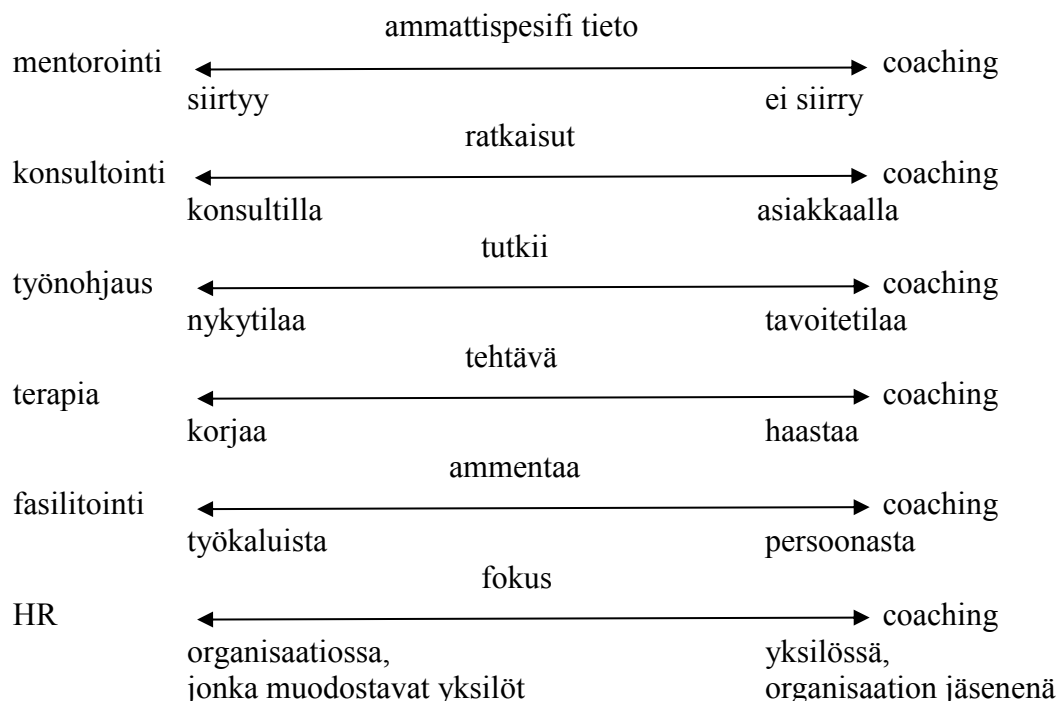 ammattispesifi tieto
mentorointi coaching
siirtyy ei siirry
ratkaisut
konsultointi coaching
konsultilla asiakkaalla
tutkii
työnohjaus coaching
nykytilaa tavoitetilaa
tehtävä
terapia coaching
korjaa haastaa
ammentaa
fasilitointi coaching
työkaluista persoonasta
fokus
HR coaching
organisaatiossa, yksilössä,
jonka muodostavat yksilöt organisaation jäsenenä